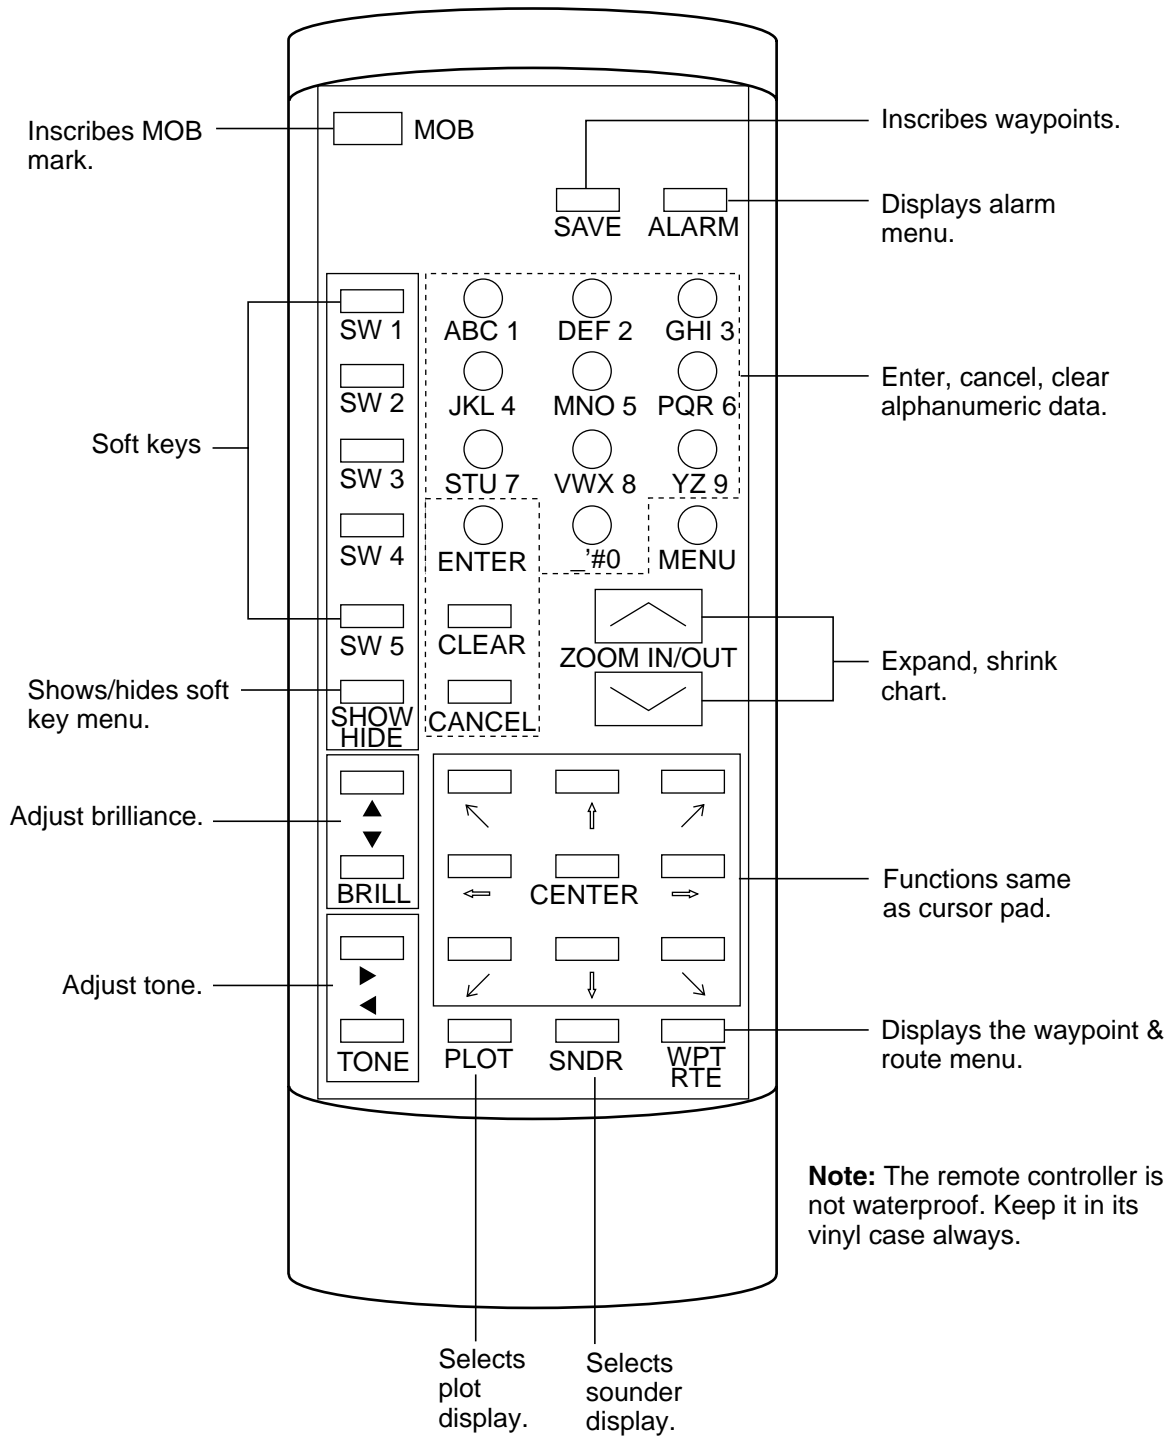 Inscribes MOB
mark.
MOB
Inscribes waypoints.
SAVE
ALARM
Displays alarm
menu.
Soft keys
SW 1
SW 2
SW 3
SW 4
SW 5
ABC 1
DEF 2
GHI 3
JKL 4
MNO 5
PQR 6
STU 7
VWX 8
YZ 9
ENTER
_'#0
MENU
Enter, cancel, clear
alphanumeric data.
CLEAR
CANCEL
ZOOM IN/OUT
Expand, shrink
chart.
Shows/hides soft
key menu.
SHOW
HIDE
Adjust brilliance.
BRILL
CENTER
Functions same
as cursor pad.
Adjust tone.
TONE
PLOT
SNDR
WPT
RTE
Displays the waypoint &
route menu.
Note: The remote controller is
not waterproof. Keep it in its
vinyl case always.
Selects
plot
display.
Selects
sounder
display.